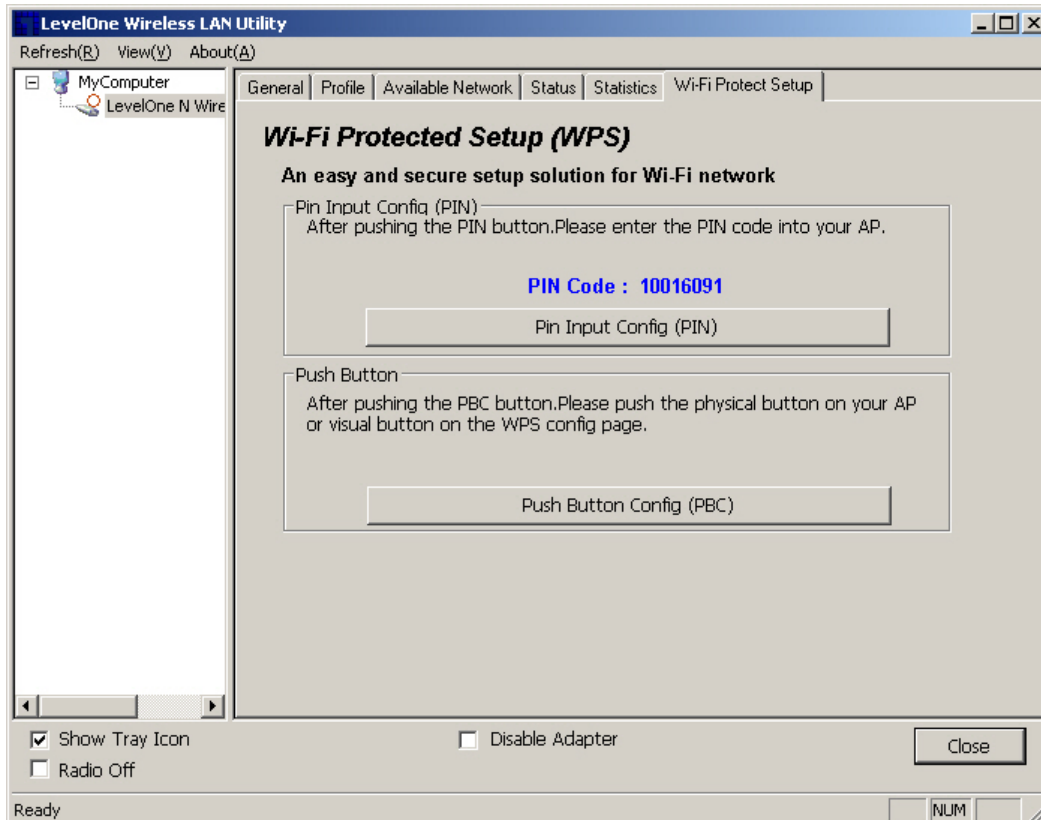 LevelOne Wireless LAN Utility
Refresh(R) View(V) About(A)
MyComputer
LevelOne N Wire
General Profile Available Network Status Statistics Wi-Fi Protect Setup
Wi-Fi Protected Setup (WPS)
An easy and secure setup solution for Wi-Fi network
Pin Input Config (PIN)
After pushing the PIN button.Please enter the PIN code into your AP.
PIN Code : 10016091
Pin Input Config (PIN)
Push Button
After pushing the PBC button.Please push the physical button on your AP
or visual button on the WPS config page.
Push Button Config (PBC)
Show Tray Icon Disable Adapter Close
Radio Off
Ready NUM